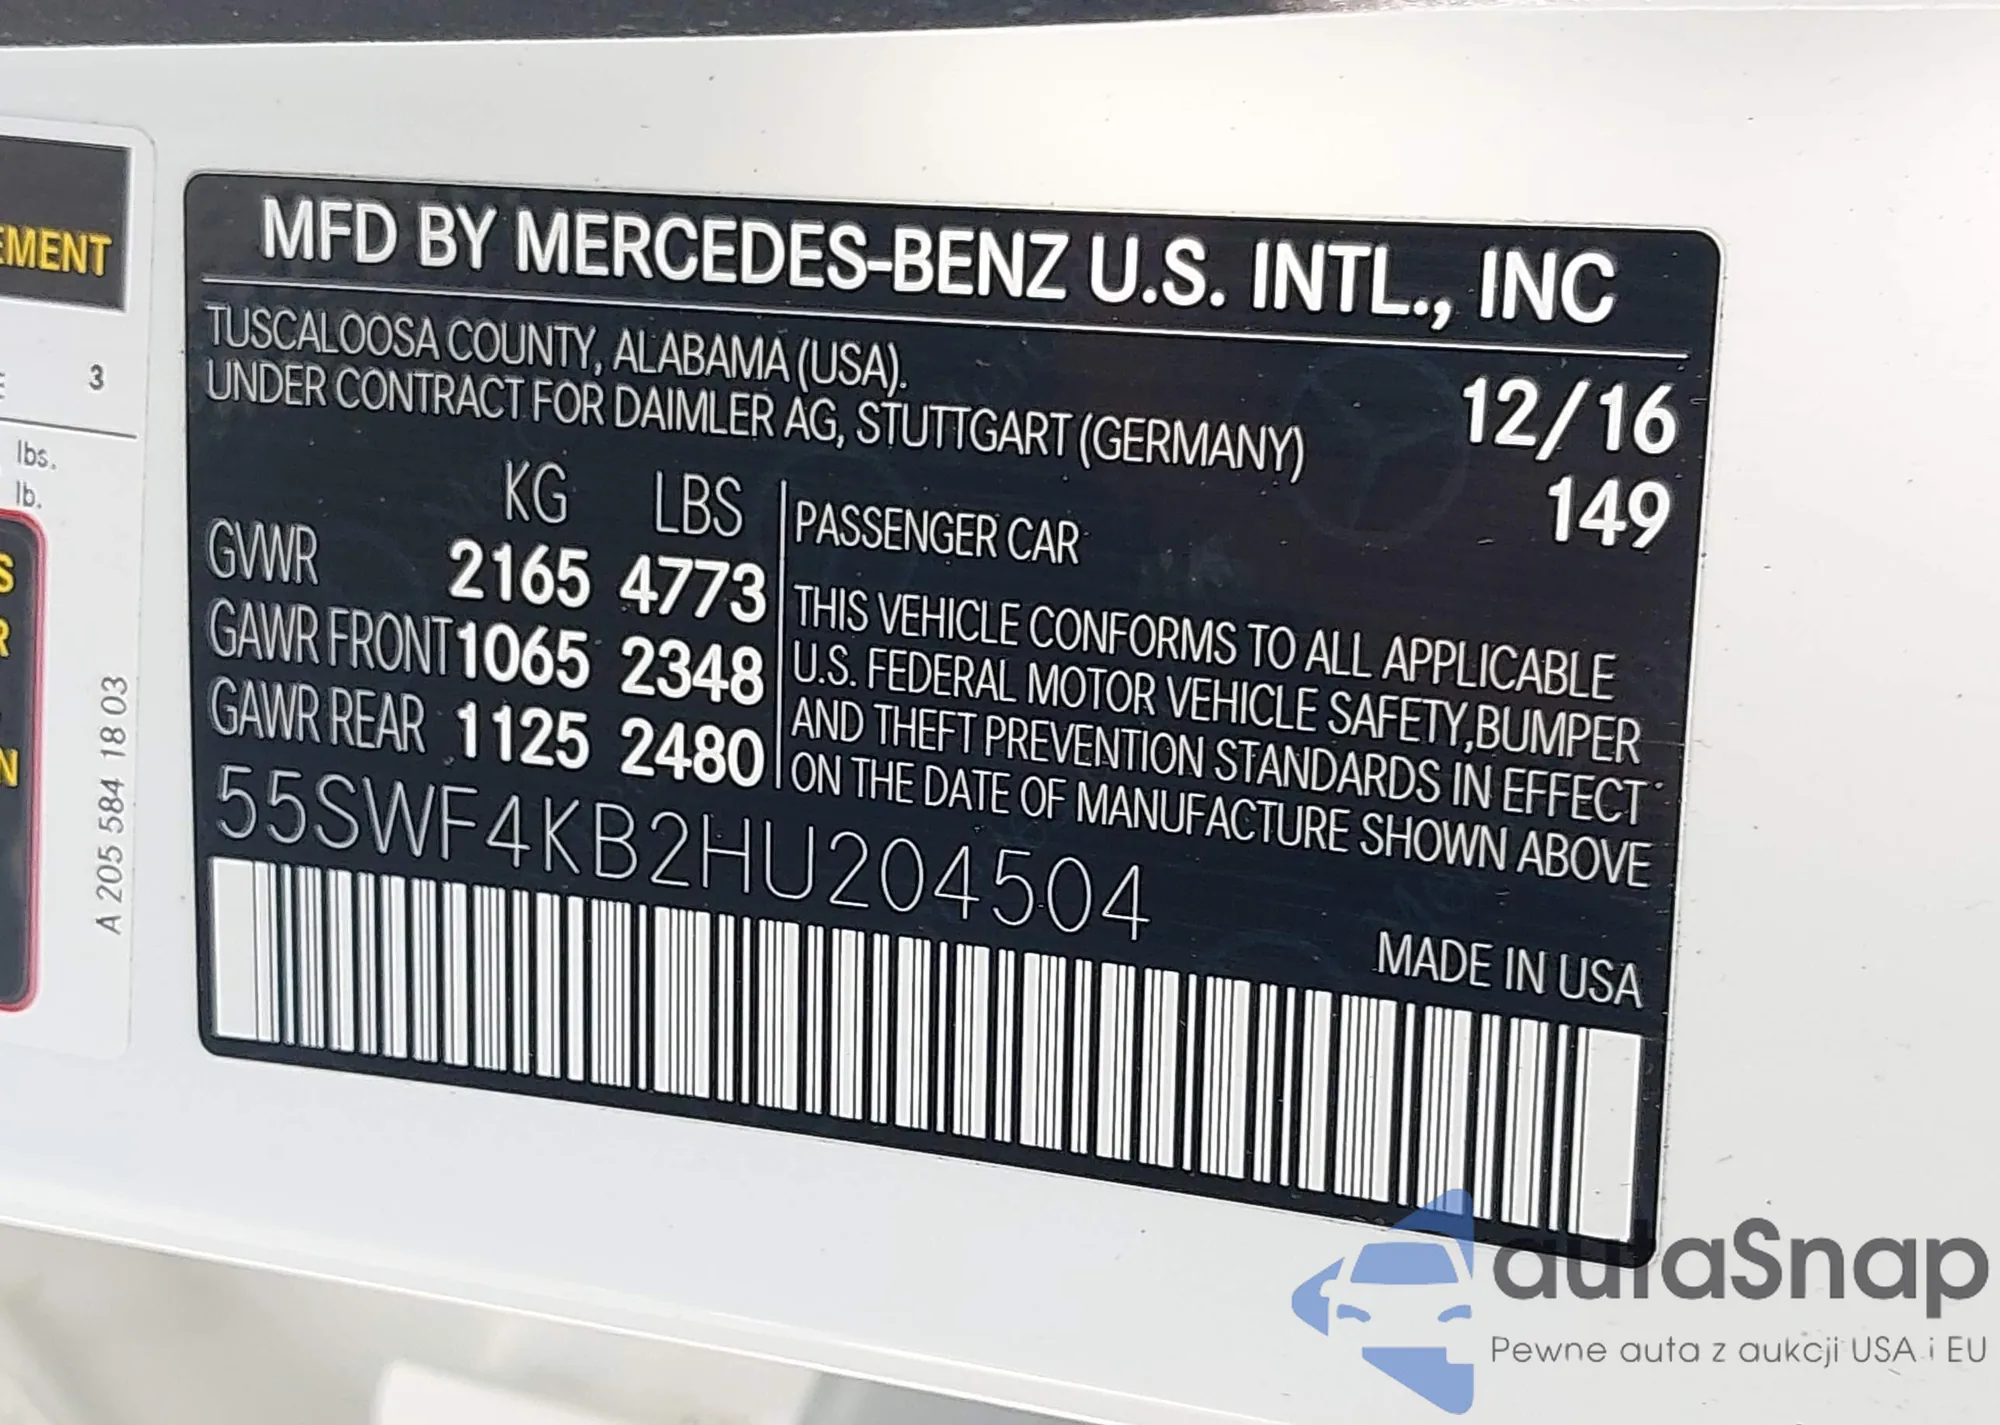 EMENT
3
lbs.
lb.
S
R
N
A 205 584 18 03
MFD BY MERCEDES-BENZ U.S. INTL., INC
TUSCALOOSA COUNTY, ALABAMA (USA).
UNDER CONTRACT FOR DAIMLER AG, STUTTGART (GERMANY)
12/16
149
KG LBS
GVWR 2165 4773
GAWR FRONT 1065 2348
GAWR REAR 1125 2480
PASSENGER CAR
THIS VEHICLE CONFORMS TO ALL APPLICABLE
U.S. FEDERAL MOTOR VEHICLE SAFETY,BUMPER
AND THEFT PREVENTION STANDARDS IN EFFECT
ON THE DATE OF MANUFACTURE SHOWN ABOVE
55SWF4KB2HU204504
MADE IN USA
autaSnap
Pewne auta z aukcji USA i EU